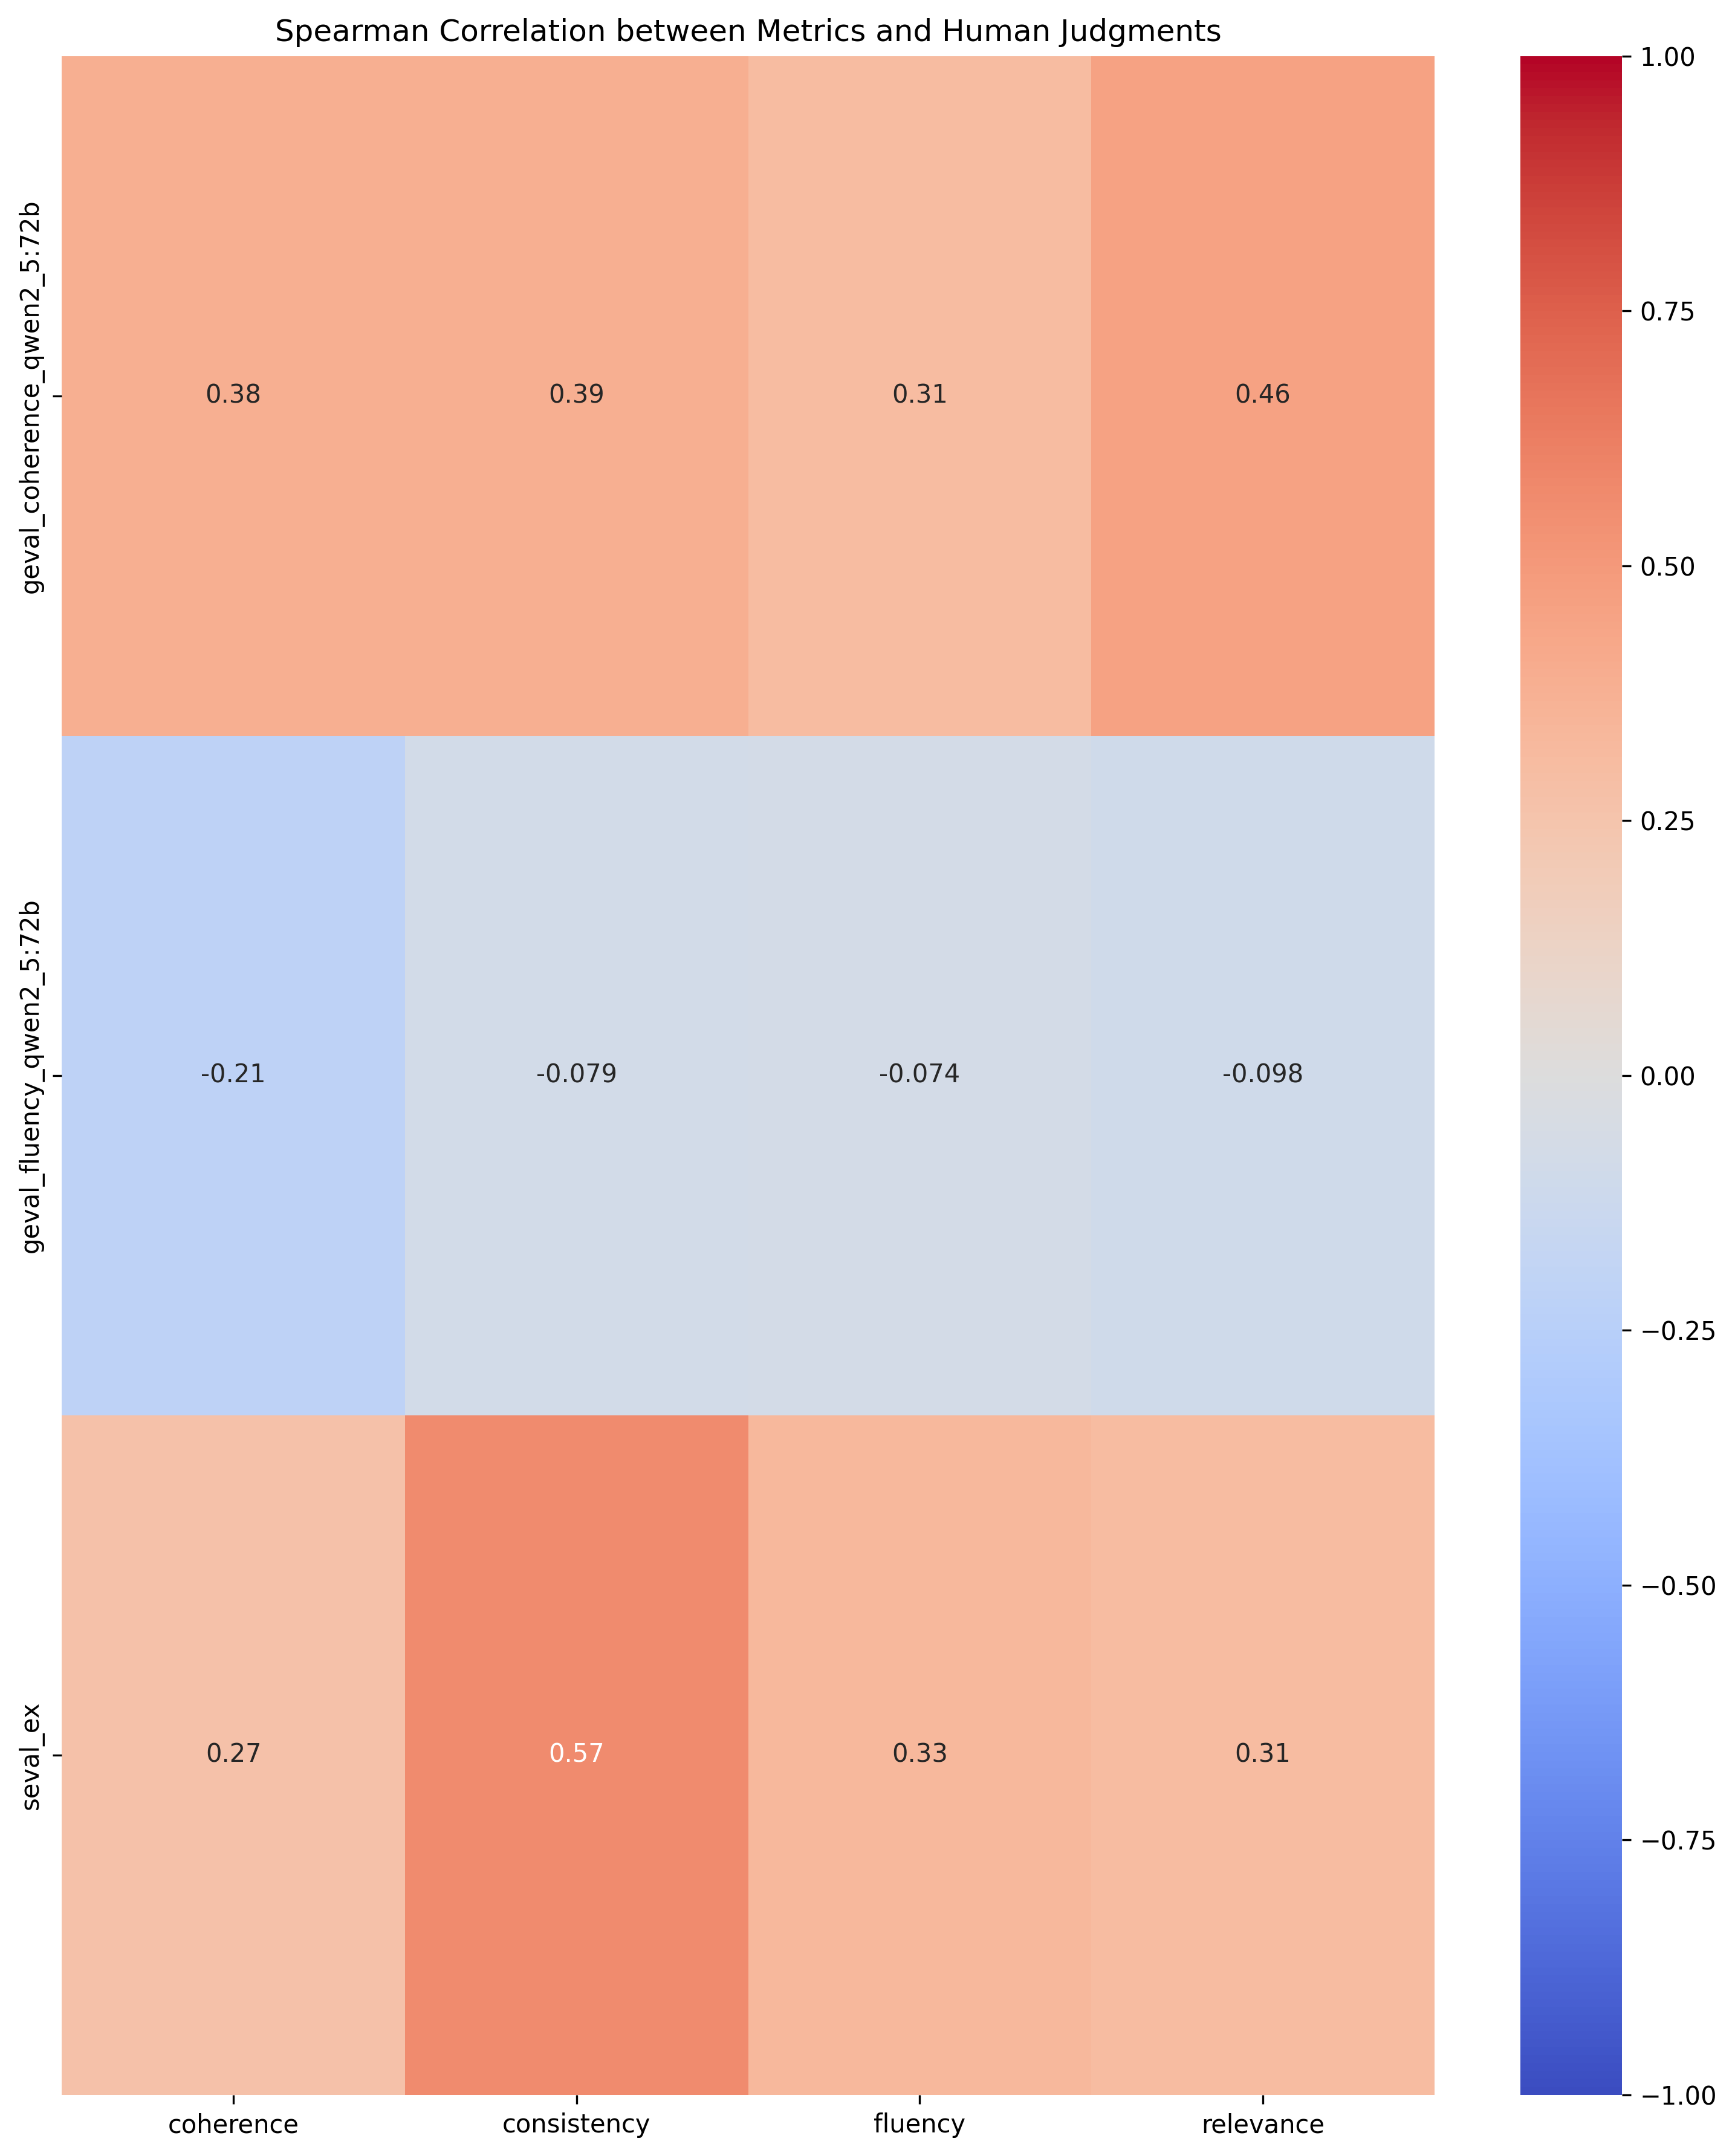 Spearman Correlation between Metrics and Human Judgments
geval_coherence_qwen2_5:72b
0.38 0.39 0.31 0.46
geval_fluency_qwen2_5:72b
-0.21 -0.079 -0.074 -0.098
seval_ex
0.27 0.57 0.33 0.31
coherence consistency fluency relevance
1.00
0.75
0.50
0.25
0.00
−0.25
−0.50
−0.75
−1.00